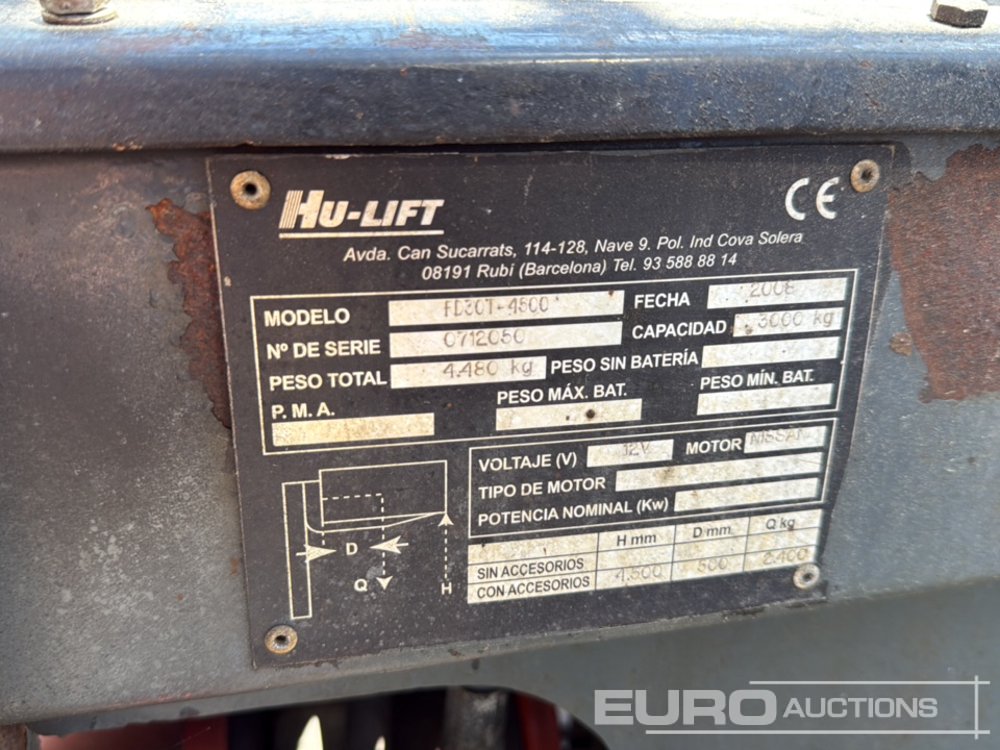 HU-LIFT
CE
Avda. Can Sucarrats, 114-128, Nave 9. Pol. Ind Cova Solera
08191 Rubí (Barcelona) Tel. 93 588 88 14
MODELO FD30T-4500 FECHA 2008
Nº DE SERIE 0712050 CAPACIDAD 3000 kg
PESO TOTAL 4.480 kg PESO SIN BATERÍA
P. M. A. PESO MÁX. BAT. PESO MÍN. BAT.
VOLTAJE (V) 12V MOTOR NISSAN
TIPO DE MOTOR
POTENCIA NOMINAL (Kw)
D
Q
H
H mm D mm Q kg
SIN ACCESORIOS
CON ACCESORIOS 4.500 500 2.400
EURO AUCTIONS